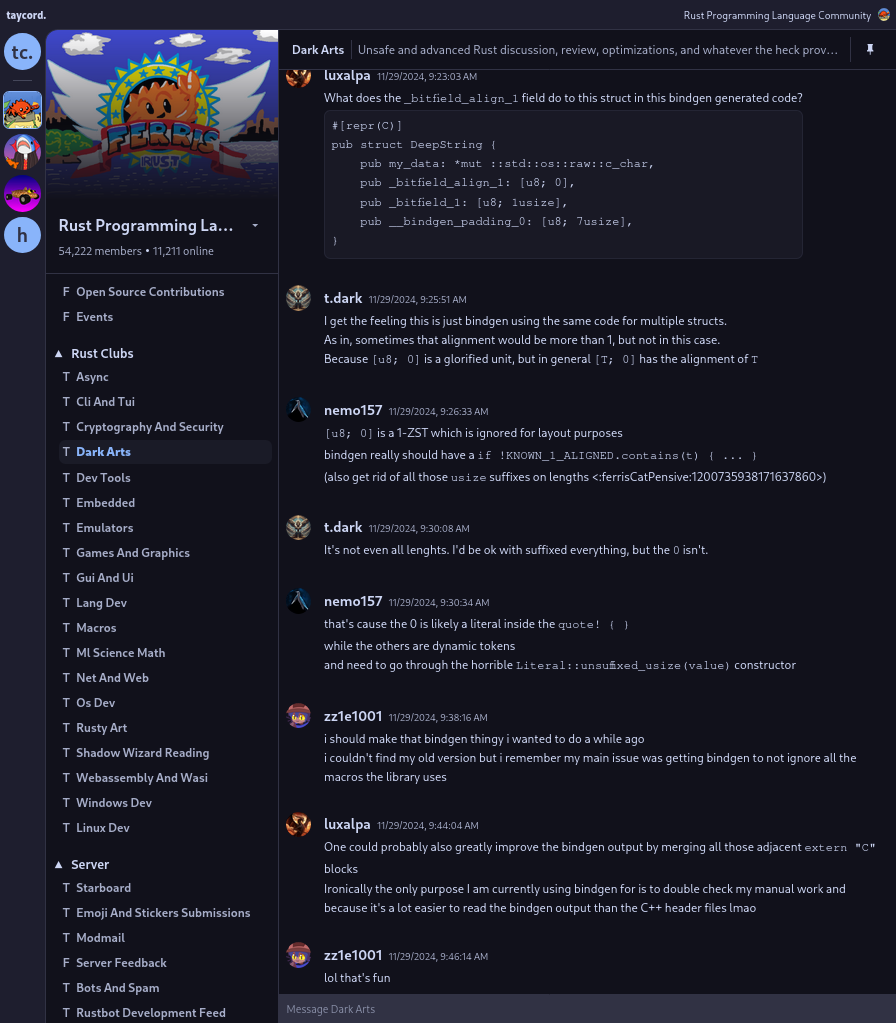 taycord.
Rust Programming Language Community
tc.
h
FERRIS
RUST
Rust Programming La...
54,222 members • 11,211 online
F Open Source Contributions
F Events
▲ Rust Clubs
T Async
T Cli And Tui
T Cryptography And Security
T Dark Arts
T Dev Tools
T Embedded
T Emulators
T Games And Graphics
T Gui And Ui
T Lang Dev
T Macros
T Ml Science Math
T Net And Web
T Os Dev
T Rusty Art
T Shadow Wizard Reading
T Webassembly And Wasi
T Windows Dev
T Linux Dev
▲ Server
T Starboard
T Emoji And Stickers Submissions
T Modmail
F Server Feedback
T Bots And Spam
T Rustbot Development Feed
Dark Arts
Unsafe and advanced Rust discussion, review, optimizations, and whatever the heck prov...
luxalpa 11/29/2024, 9:23:03 AM
What does the _bitfield_align_1 field do to this struct in this bindgen generated code?
#[repr(C)]
pub struct DeepString {
    pub my_data: *mut ::std::os::raw::c_char,
    pub _bitfield_align_1: [u8; 0],
    pub _bitfield_1: [u8; 1usize],
    pub __bindgen_padding_0: [u8; 7usize],
}
t.dark 11/29/2024, 9:25:51 AM
I get the feeling this is just bindgen using the same code for multiple structs.
As in, sometimes that alignment would be more than 1, but not in this case.
Because [u8; 0] is a glorified unit, but in general [T; 0] has the alignment of T
nemo157 11/29/2024, 9:26:33 AM
[u8; 0] is a 1-ZST which is ignored for layout purposes
bindgen really should have a if !KNOWN_1_ALIGNED.contains(t) { ... }
(also get rid of all those usize suffixes on lengths <:ferrisCatPensive:1200735938171637860>)
t.dark 11/29/2024, 9:30:08 AM
It's not even all lenghts. I'd be ok with suffixed everything, but the 0 isn't.
nemo157 11/29/2024, 9:30:34 AM
that's cause the 0 is likely a literal inside the quote! { }
while the others are dynamic tokens
and need to go through the horrible Literal::unsuffixed_usize(value) constructor
zz1e1001 11/29/2024, 9:38:16 AM
i should make that bindgen thingy i wanted to do a while ago
i couldn't find my old version but i remember my main issue was getting bindgen to not ignore all the
macros the library uses
luxalpa 11/29/2024, 9:44:04 AM
One could probably also greatly improve the bindgen output by merging all those adjacent extern "C"
blocks
Ironically the only purpose I am currently using bindgen for is to double check my manual work and
because it's a lot easier to read the bindgen output than the C++ header files lmao
zz1e1001 11/29/2024, 9:46:14 AM
lol that's fun
Message Dark Arts